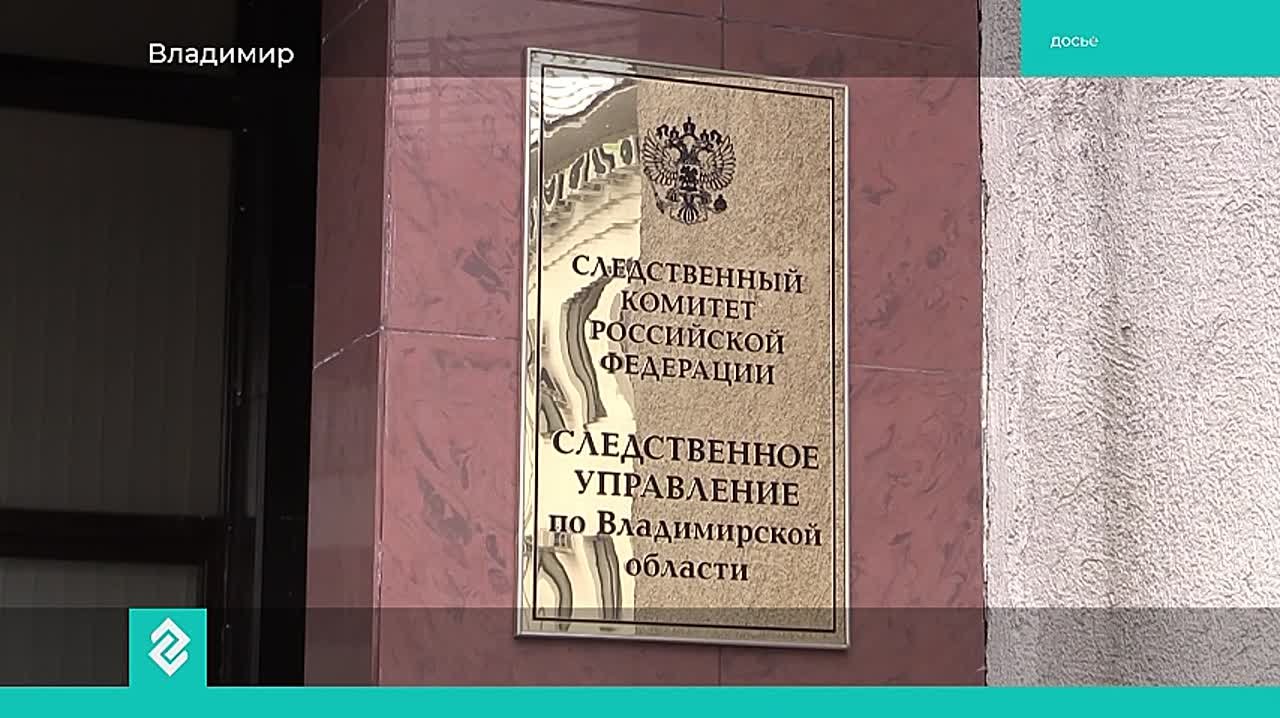 Владимир
досье
СЛЕДСТВЕННЫЙ
КОМИТЕТ
РОССИЙСКОЙ
ФЕДЕРАЦИИ
СЛЕДСТВЕННОЕ
УПРАВЛЕНИЕ
по Владимирской
области